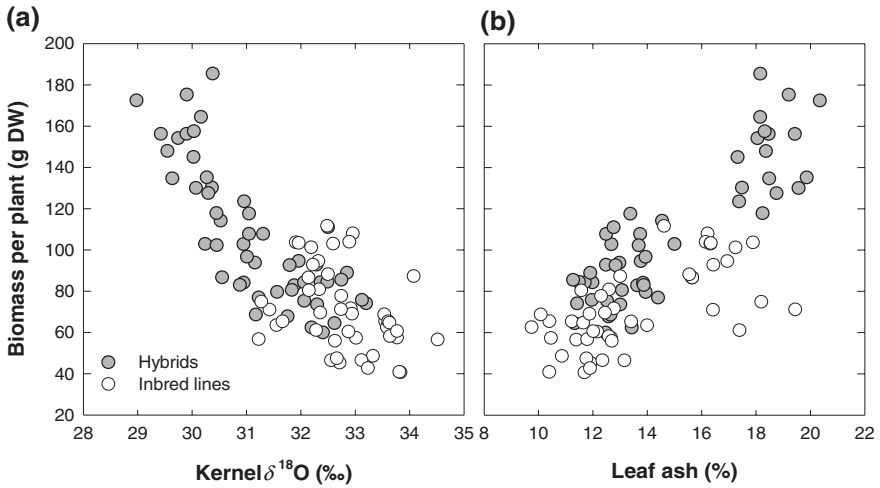 (a)
(b)
Biomass per plant (g DW)
200
180
160
140
120
100
80
60
40
20
Hybrids
Inbred lines
28 29 30 31 32 33 34 35
8 10 12 14 16 18 20 22
Kernel δ ¹⁸O (‰)
Leaf ash (%)